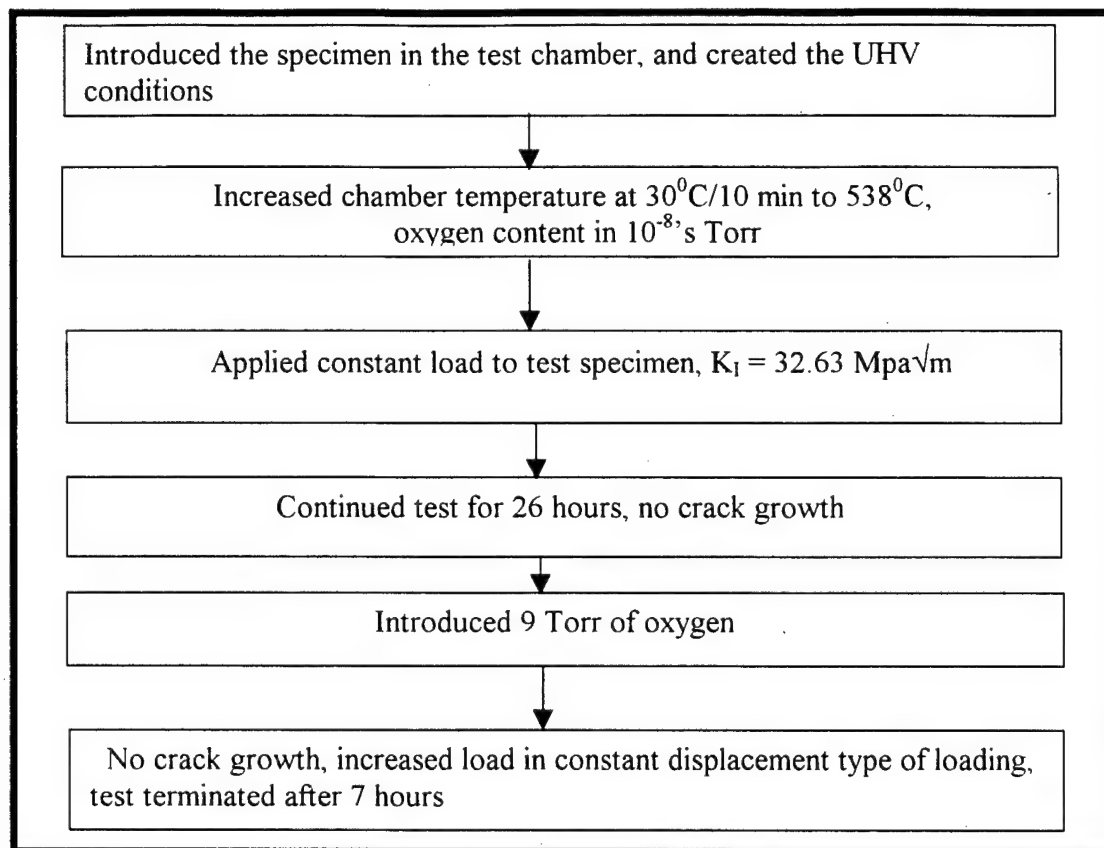 Introduced the specimen in the test chamber, and created the UHV
conditions
Increased chamber temperature at 30⁰C/10 min to 538⁰C,
oxygen content in 10⁻⁸'s Torr
Applied constant load to test specimen, K_I = 32.63 Mpa√m
Continued test for 26 hours, no crack growth
Introduced 9 Torr of oxygen
No crack growth, increased load in constant displacement type of loading,
test terminated after 7 hours